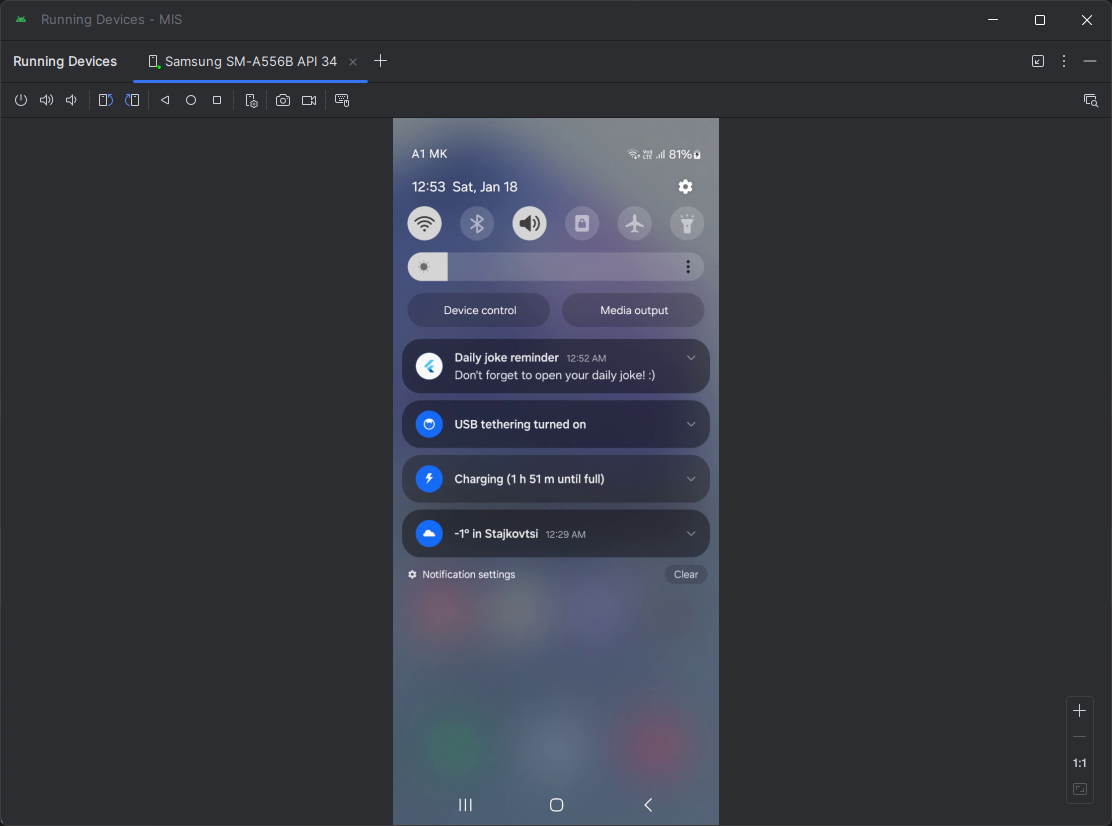 Running Devices - MIS
Running Devices
Samsung SM-A556B API 34
A1 MK
81%
12:53 Sat, Jan 18
Device control
Media output
Daily joke reminder 12:52 AM
Don't forget to open your daily joke! :)
USB tethering turned on
Charging (1 h 51 m until full)
-1° in Stajkovtsi 12:29 AM
Notification settings
Clear
1:1